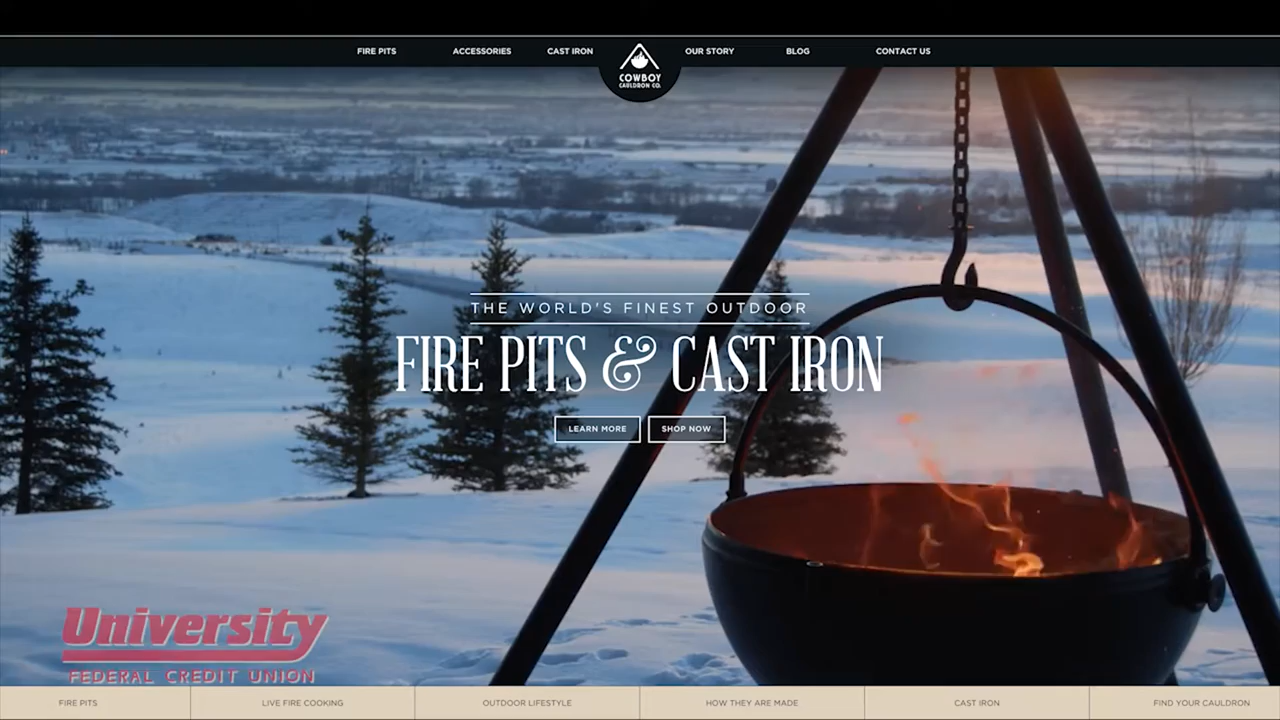 FIRE PITS
ACCESSORIES
CAST IRON
COWBOY
CAULDRON CO.
OUR STORY
BLOG
CONTACT US
THE WORLD'S FINEST OUTDOOR
FIRE PITS & CAST IRON
LEARN MORE
SHOP NOW
University
FEDERAL CREDIT UNION
FIRE PITS
LIVE FIRE COOKING
OUTDOOR LIFESTYLE
HOW THEY ARE MADE
CAST IRON
FIND YOUR CAULDRON